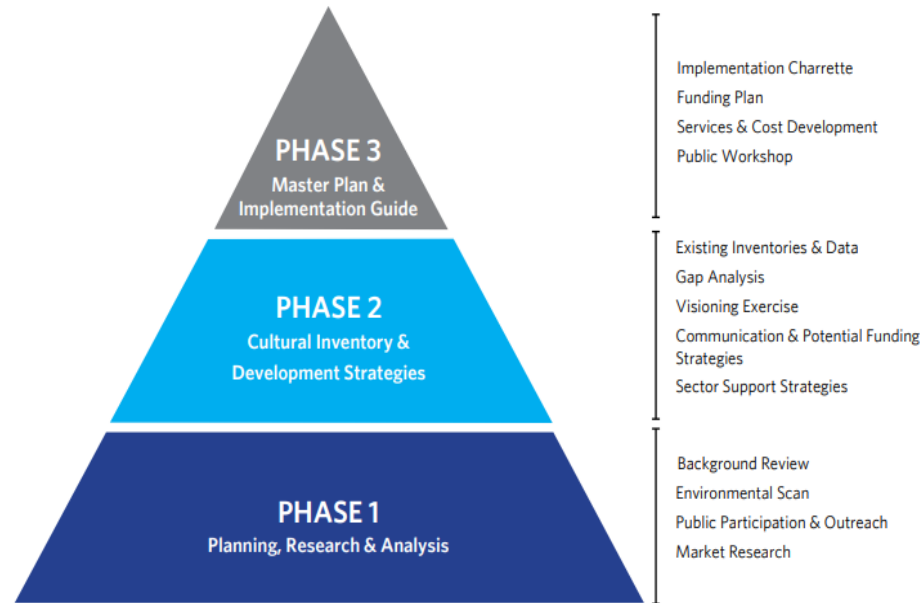 PHASE 3
Master Plan &
Implementation Guide
Implementation Charrette
Funding Plan
Services & Cost Development
Public Workshop
PHASE 2
Cultural Inventory &
Development Strategies
Existing Inventories & Data
Gap Analysis
Visioning Exercise
Communication & Potential Funding
Strategies
Sector Support Strategies
PHASE 1
Planning, Research & Analysis
Background Review
Environmental Scan
Public Participation & Outreach
Market Research